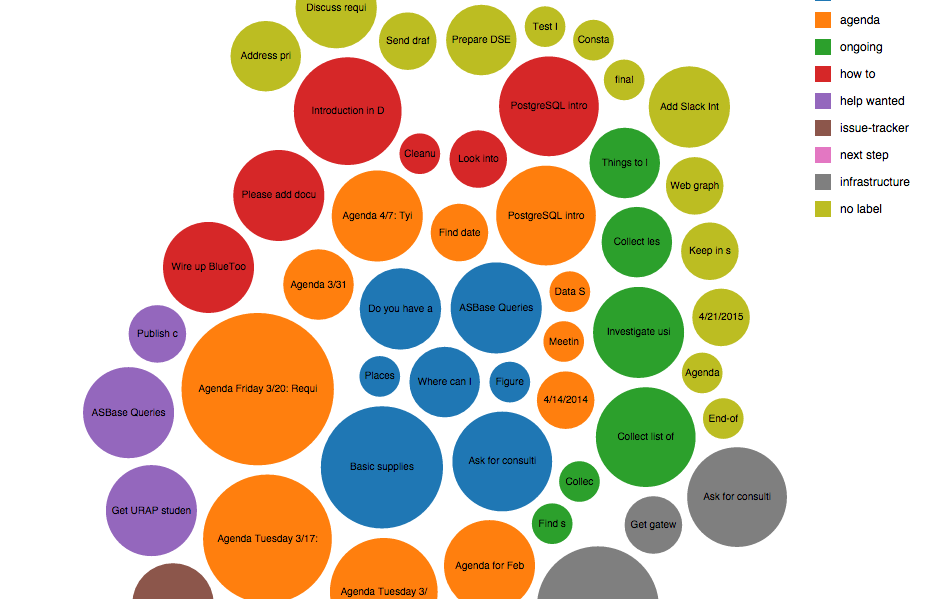 Discuss requi
Address pri
Send draf
Prepare DSE
Test I
Consta
final
Add Slack Int
Introduction in D
PostgreSQL intro
Cleanu
Look into
Things to l
Web graph
Please add docu
Agenda 4/7: Tyi
Find date
PostgreSQL intro
Collect les
Keep in s
Wire up BlueToo
Agenda 3/31
Do you have a
ASBase Queries
Data S
Investigate usi
4/21/2015
Publish c
Meetin
Agenda Friday 3/20: Requi
Places
Where can I
Figure
Agenda
4/14/2014
ASBase Queries
End-of
Collect list of
Basic supplies
Ask for consulti
Collec
Ask for consulti
Get URAP studen
Find s
Get gatew
Agenda Tuesday 3/17:
Agenda for Feb
Agenda Tuesday 3/
agenda
ongoing
how to
help wanted
issue-tracker
next step
infrastructure
no label